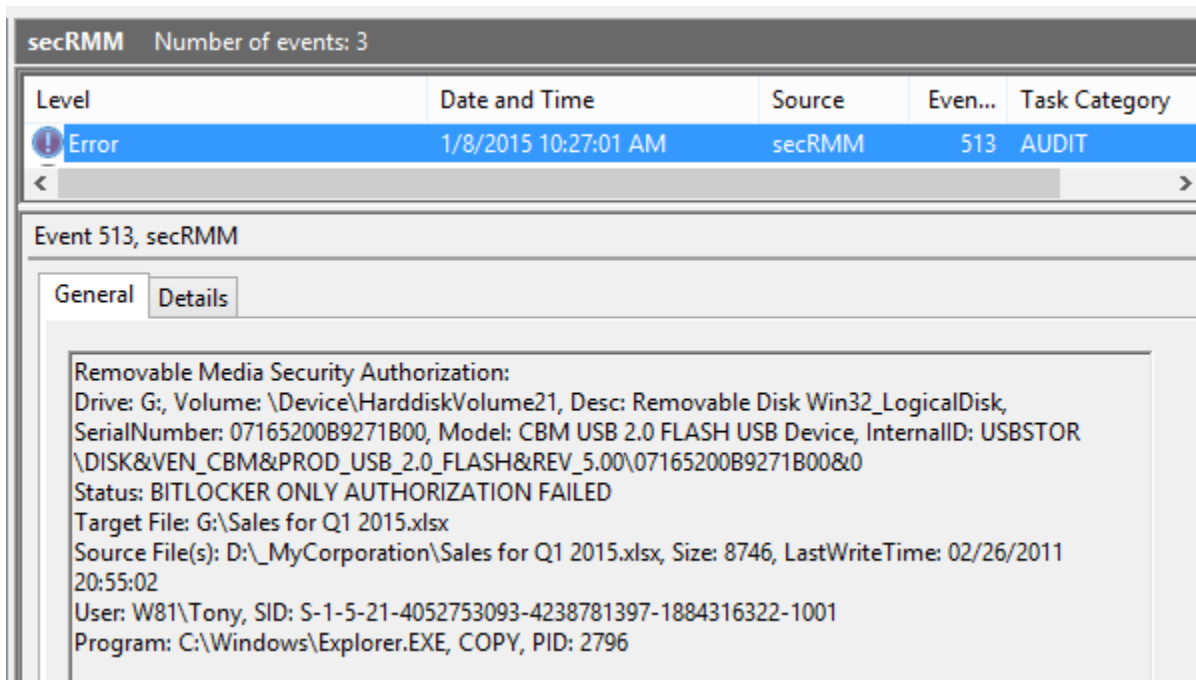 secRMM Number of events: 3
Level Date and Time Source Even... Task Category
Error 1/8/2015 10:27:01 AM secRMM 513 AUDIT
Event 513, secRMM
General Details
Removable Media Security Authorization:
Drive: G:, Volume: \Device\HarddiskVolume21, Desc: Removable Disk Win32_LogicalDisk,
SerialNumber: 07165200B9271B00, Model: CBM USB 2.0 FLASH USB Device, InternalID: USBSTOR
\DISK&VEN_CBM&PROD_USB_2.0_FLASH&REV_5.00\07165200B9271B00&0
Status: BITLOCKER ONLY AUTHORIZATION FAILED
Target File: G:\Sales for Q1 2015.xlsx
Source File(s): D:\_MyCorporation\Sales for Q1 2015.xlsx, Size: 8746, LastWriteTime: 02/26/2011
20:55:02
User: W81\Tony, SID: S-1-5-21-4052753093-4238781397-1884316322-1001
Program: C:\Windows\Explorer.EXE, COPY, PID: 2796